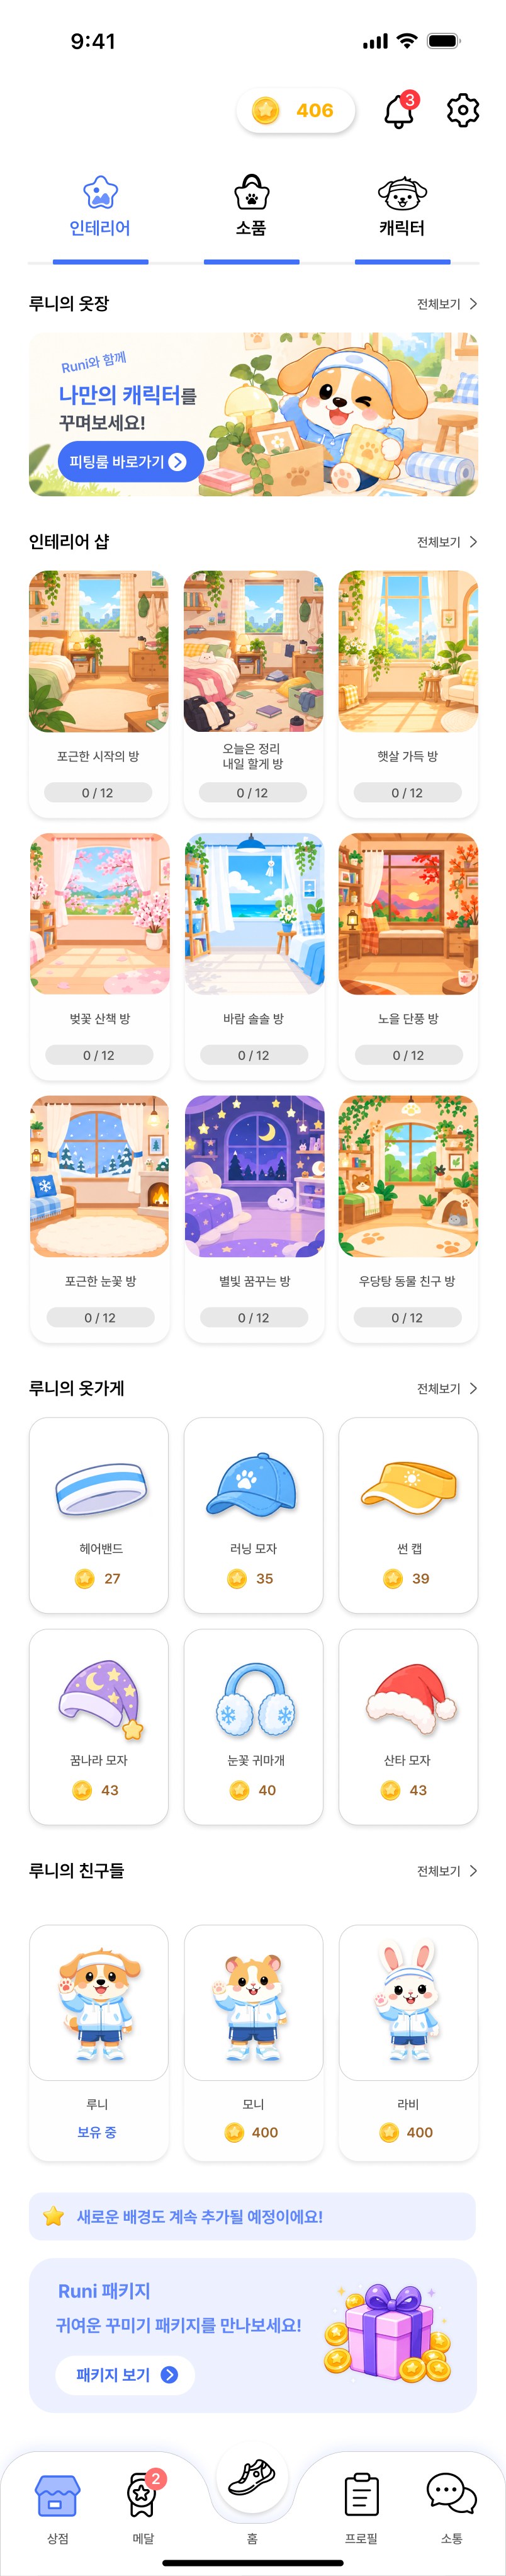 9:41
406
3
인테리어
소품
캐릭터
루니의 옷장
전체보기
Runi와 함께
나만의 캐릭터를
꾸며보세요!
피팅룸 바로가기
인테리어 샵
전체보기
포근한 시작의 방
0 / 12
오늘은 정리
내일 할게 방
0 / 12
햇살 가득 방
0 / 12
벚꽃 산책 방
0 / 12
바람 솔솔 방
0 / 12
노을 단풍 방
0 / 12
포근한 눈꽃 방
0 / 12
별빛 꿈꾸는 방
0 / 12
우당탕 동물 친구 방
0 / 12
루니의 옷가게
전체보기
헤어밴드
27
러닝 모자
35
썬 캡
39
꿈나라 모자
43
눈꽃 귀마개
40
산타 모자
43
루니의 친구들
전체보기
루니
보유 중
모니
400
라비
400
새로운 배경도 계속 추가될 예정이에요!
Runi 패키지
귀여운 꾸미기 패키지를 만나보세요!
패키지 보기
상점
2
메달
홈
프로필
소통